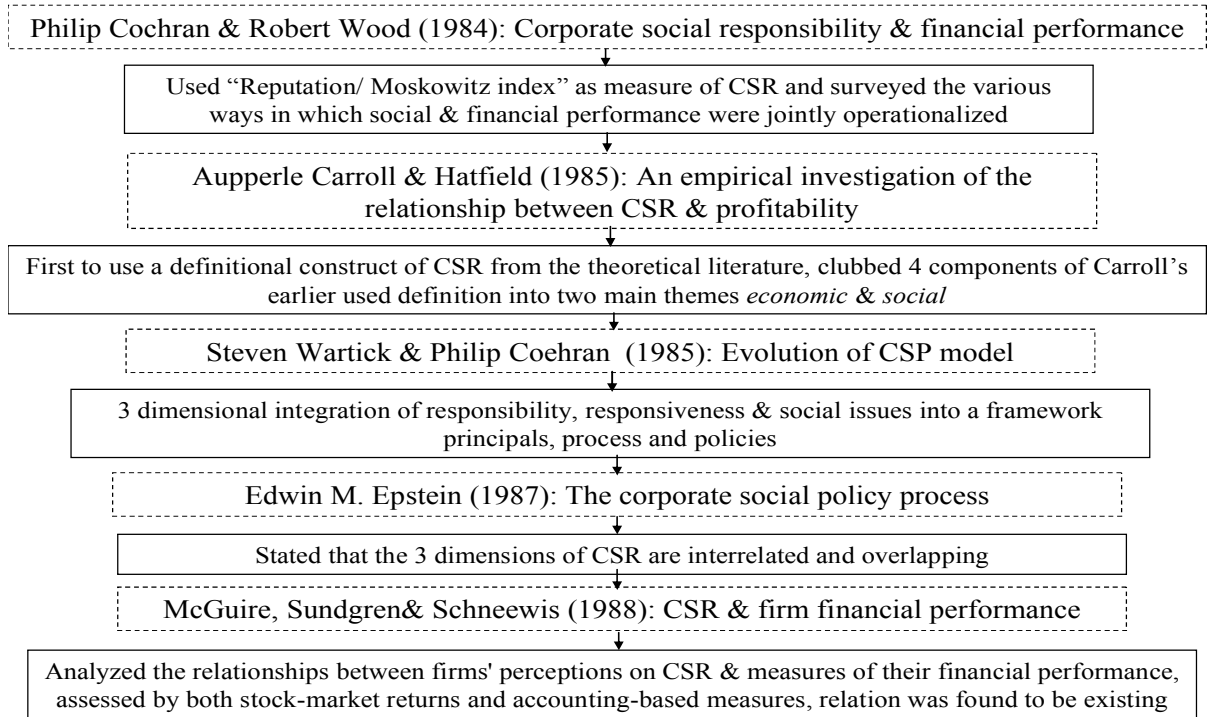 Philip Cochran & Robert Wood (1984): Corporate social responsibility & financial performance
Used “Reputation/ Moskowitz index” as measure of CSR and surveyed the various
ways in which social & financial performance were jointly operationalized
Aupperle Carroll & Hatfield (1985): An empirical investigation of the
relationship between CSR & profitability
First to use a definitional construct of CSR from the theoretical literature, clubbed 4 components of Carroll’s
earlier used definition into two main themes economic & social
Steven Wartick & Philip Coehran (1985): Evolution of CSP model
3 dimensional integration of responsibility, responsiveness & social issues into a framework
principals, process and policies
Edwin M. Epstein (1987): The corporate social policy process
Stated that the 3 dimensions of CSR are interrelated and overlapping
McGuire, Sundgren& Schneewis (1988): CSR & firm financial performance
Analyzed the relationships between firms' perceptions on CSR & measures of their financial performance,
assessed by both stock-market returns and accounting-based measures, relation was found to be existing